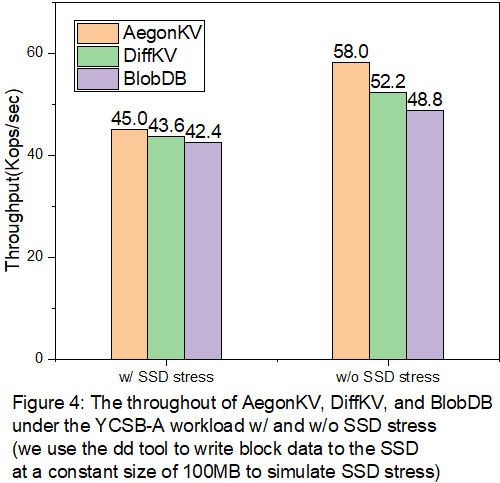 60
40
20
0
Throughput(Kops/sec)
AegonKV
DiffKV
BlobDB
45.0 43.6 42.4
58.0
52.2
48.8
w/ SSD stress
w/o SSD stress
Figure 4: The throughout of AegonKV, DiffKV, and BlobDB
under the YCSB-A workload w/ and w/o SSD stress
(we use the dd tool to write block data to the SSD
at a constant size of 100MB to simulate SSD stress)